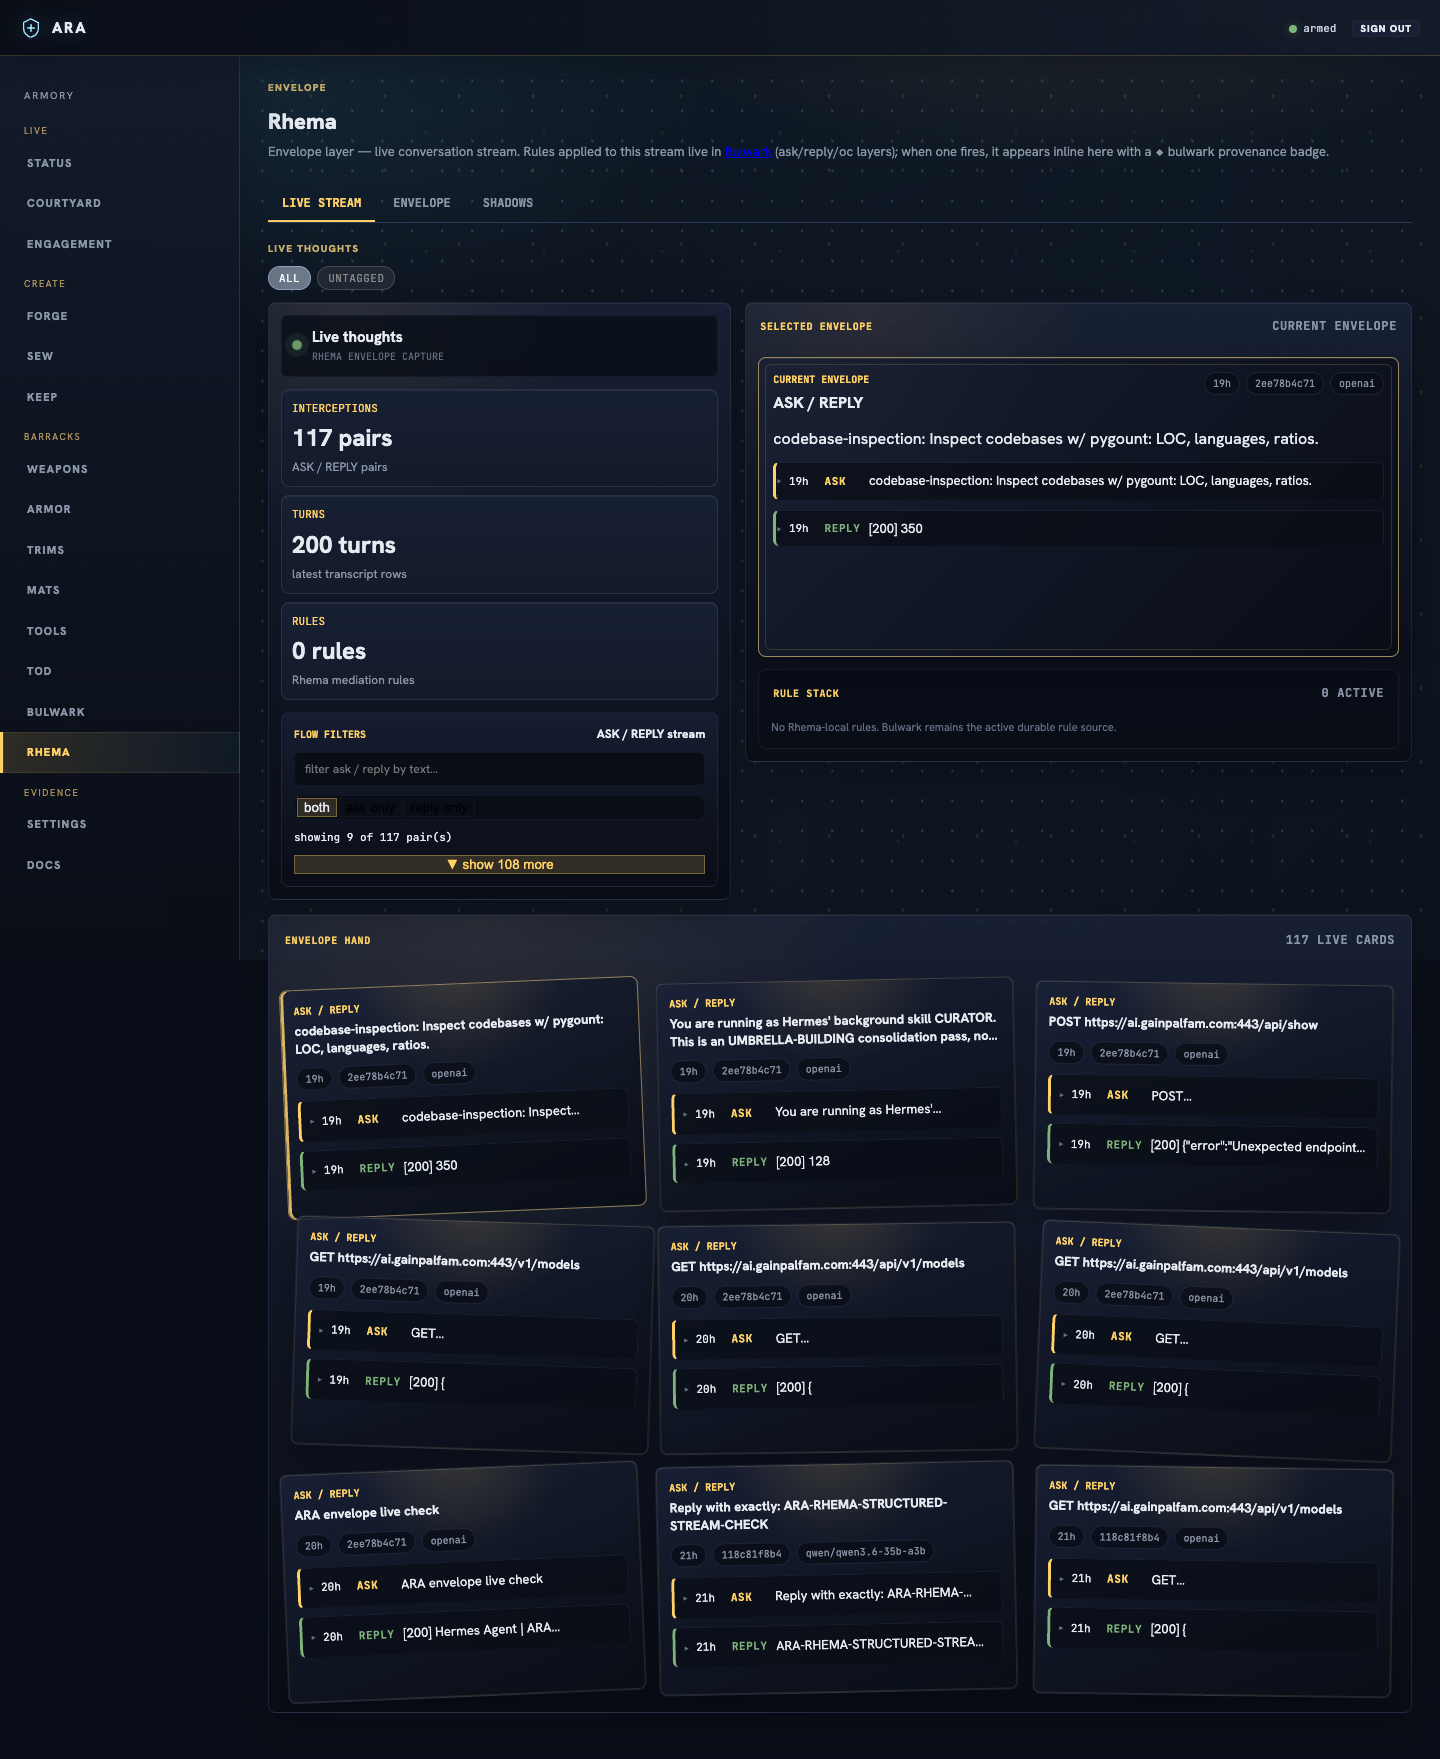 ARA
armed
SIGN OUT
ARMORY
LIVE
STATUS
COURTYARD
ENGAGEMENT
CREATE
FORGE
SEW
KEEP
BARRACKS
WEAPONS
ARMOR
TRIMS
MATS
TOOLS
TOD
BULWARK
RHEMA
EVIDENCE
SETTINGS
DOCS
ENVELOPE
Rhema
Envelope layer — live conversation stream. Rules applied to this stream live in Bulwark (ask/reply/oc layers); when one fires, it appears inline here with a ◆ bulwark provenance badge.
LIVE STREAM ENVELOPE SHADOWS
LIVE THOUGHTS
ALL UNTAGGED
Live thoughts
RHEMA ENVELOPE CAPTURE
INTERCEPTIONS
117 pairs
ASK / REPLY pairs
TURNS
200 turns
latest transcript rows
RULES
0 rules
Rhema mediation rules
FLOW FILTERS ASK / REPLY stream
filter ask / reply by text...
both ask only reply only
showing 9 of 117 pair(s)
▼ show 108 more
SELECTED ENVELOPE CURRENT ENVELOPE
CURRENT ENVELOPE 19h 2ee78b4c71 openai
ASK / REPLY
codebase-inspection: Inspect codebases w/ pygount: LOC, languages, ratios.
▸ 19h ASK codebase-inspection: Inspect codebases w/ pygount: LOC, languages, ratios.
▸ 19h REPLY [200] 350
RULE STACK 0 ACTIVE
No Rhema-local rules. Bulwark remains the active durable rule source.
ENVELOPE HAND 117 LIVE CARDS
ASK / REPLY
codebase-inspection: Inspect codebases w/ pygount:
LOC, languages, ratios.
19h 2ee78b4c71 openai
▸ 19h ASK codebase-inspection: Inspect...
▸ 19h REPLY [200] 350
ASK / REPLY
You are running as Hermes' background skill CURATOR.
This is an UMBRELLA-BUILDING consolidation pass, no...
19h 2ee78b4c71 openai
▸ 19h ASK You are running as Hermes'...
▸ 19h REPLY [200] 128
ASK / REPLY
POST https://ai.gainpalfam.com:443/api/show
19h 2ee78b4c71 openai
▸ 19h ASK POST...
▸ 19h REPLY [200] {"error":"Unexpected endpoint...
ASK / REPLY
GET https://ai.gainpalfam.com:443/v1/models
19h 2ee78b4c71 openai
▸ 19h ASK GET...
▸ 19h REPLY [200] {
ASK / REPLY
GET https://ai.gainpalfam.com:443/api/v1/models
20h 2ee78b4c71 openai
▸ 20h ASK GET...
▸ 20h REPLY [200] {
ASK / REPLY
GET https://ai.gainpalfam.com:443/api/v1/models
20h 2ee78b4c71 openai
▸ 20h ASK GET...
▸ 20h REPLY [200] {
ASK / REPLY
ARA envelope live check
20h 2ee78b4c71 openai
▸ 20h ASK ARA envelope live check
▸ 20h REPLY [200] Hermes Agent | ARA...
ASK / REPLY
Reply with exactly: ARA-RHEMA-STRUCTURED-
STREAM-CHECK
21h 118c81f8b4 qwen/qwen3.6-35b-a3b
▸ 21h ASK Reply with exactly: ARA-RHEMA-...
▸ 21h REPLY ARA-RHEMA-STRUCTURED-STREA...
ASK / REPLY
GET https://ai.gainpalfam.com:443/api/v1/models
21h 118c81f8b4 openai
▸ 21h ASK GET...
▸ 21h REPLY [200] {